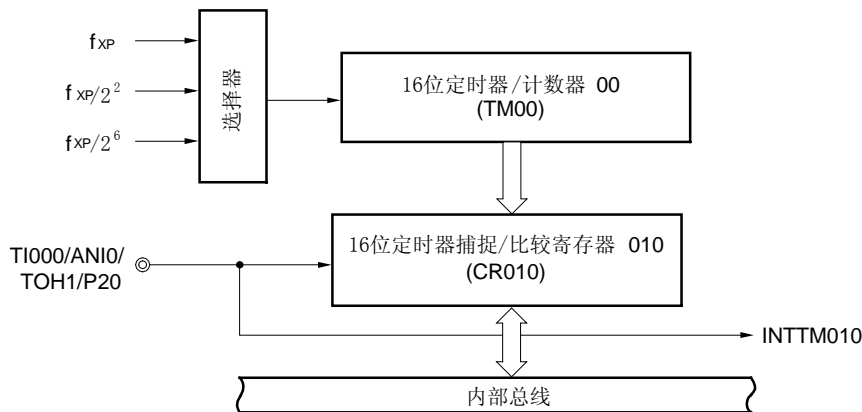 fXP
fXP/2²
fXP/2⁶
选择器
16位定时器/计数器 00
(TM00)
16位定时器捕捉/比较寄存器 010
(CR010)
TI000/ANI0/
TOH1/P20
INTTM010
内部总线